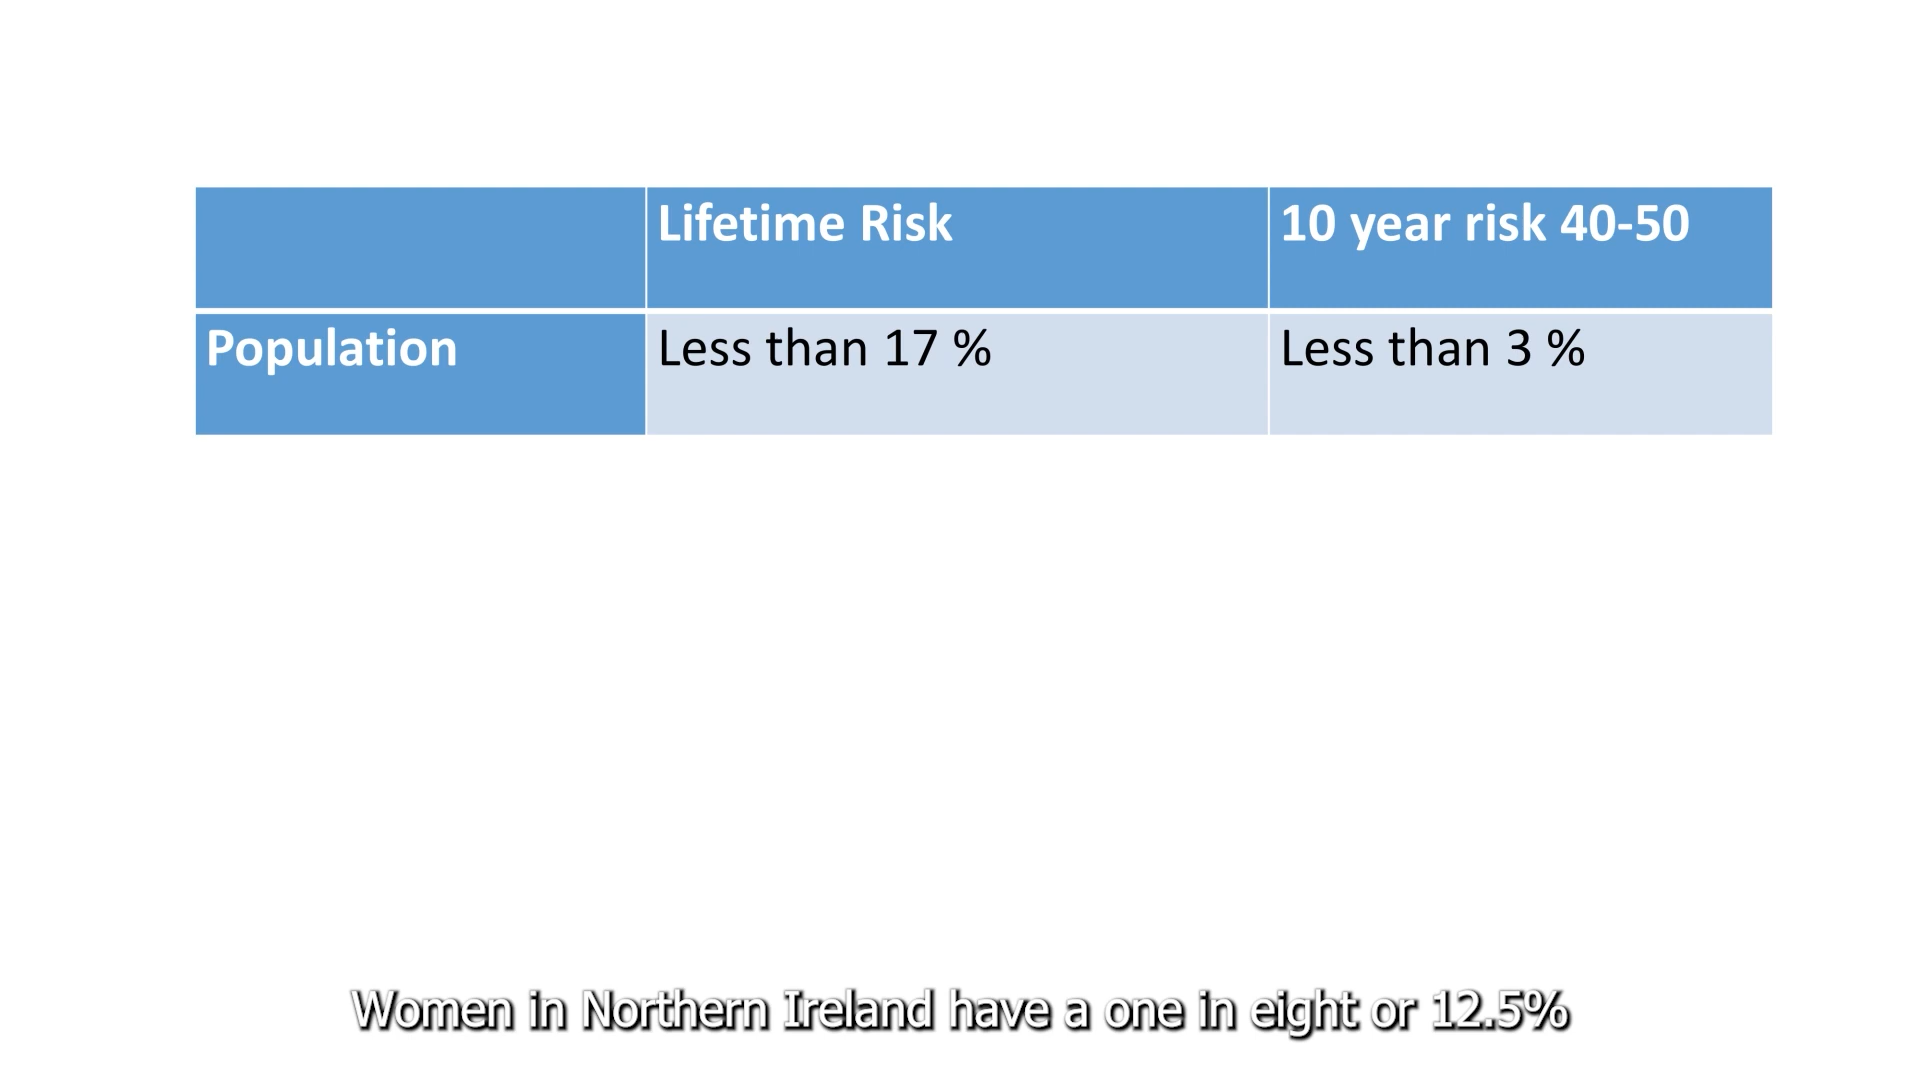 Lifetime Risk 10 year risk 40-50
Population Less than 17 % Less than 3 %
Women in Northern Ireland have a one in eight or 12.5%